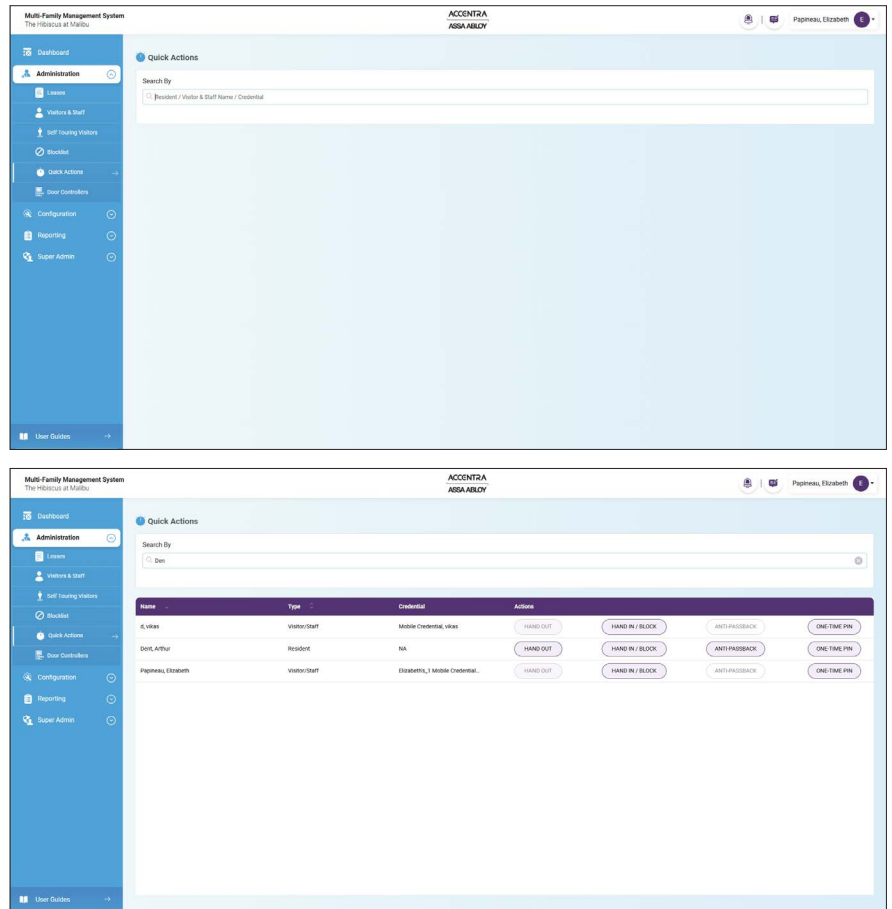 Multi-Family Management System
The Hibiscus at Malibu
ACCENTRA
ASSA ABLOY
Papineau, Elizabeth E
Dashboard
Administration
Leases
Visitors & Staff
Self Touring Visitors
Blocklist
Quick Actions
Door Controllers
Configuration
Reporting
Super Admin
User Guides
Quick Actions
Search By
Resident / Visitor & Staff Name / Credential
Multi-Family Management System
The Hibiscus at Malibu
ACCENTRA
ASSA ABLOY
Papineau, Elizabeth E
Dashboard
Administration
Leases
Visitors & Staff
Self Touring Visitors
Blocklist
Quick Actions
Door Controllers
Configuration
Reporting
Super Admin
User Guides
Quick Actions
Search By
Den
Name Type Credential Actions
d, vikas Visitor/Staff Mobile Credential, vikas HAND OUT HAND IN / BLOCK ANTI-PASSBACK ONE-TIME PIN
Dent, Arthur Resident NA HAND OUT HAND IN / BLOCK ANTI-PASSBACK ONE-TIME PIN
Papineau, Elizabeth Visitor/Staff Elizabeth's_1 Mobile Credential... HAND OUT HAND IN / BLOCK ANTI-PASSBACK ONE-TIME PIN